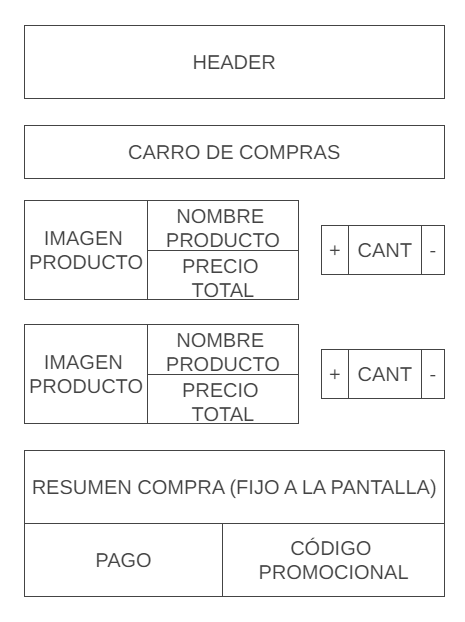 HEADER
CARRO DE COMPRAS
IMAGEN
PRODUCTO
NOMBRE
PRODUCTO
PRECIO
TOTAL
+ CANT -
IMAGEN
PRODUCTO
NOMBRE
PRODUCTO
PRECIO
TOTAL
+ CANT -
RESUMEN COMPRA (FIJO A LA PANTALLA)
PAGO
CÓDIGO
PROMOCIONAL